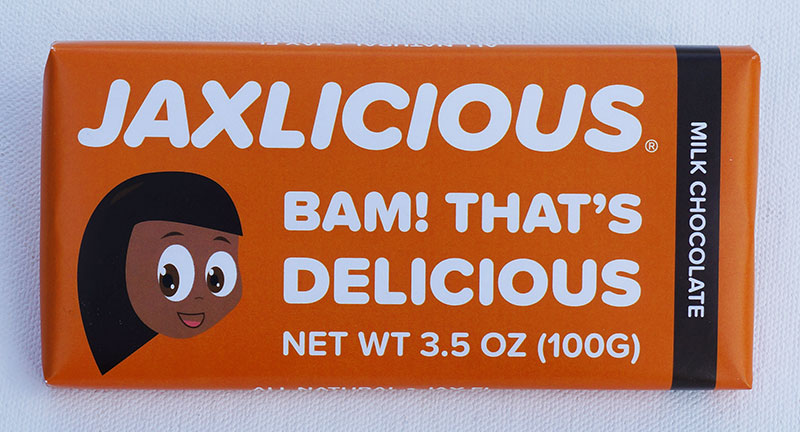 JAXLICIOUS®
BAM! THAT'S
DELICIOUS
NET WT 3.5 OZ (100G)
MILK CHOCOLATE